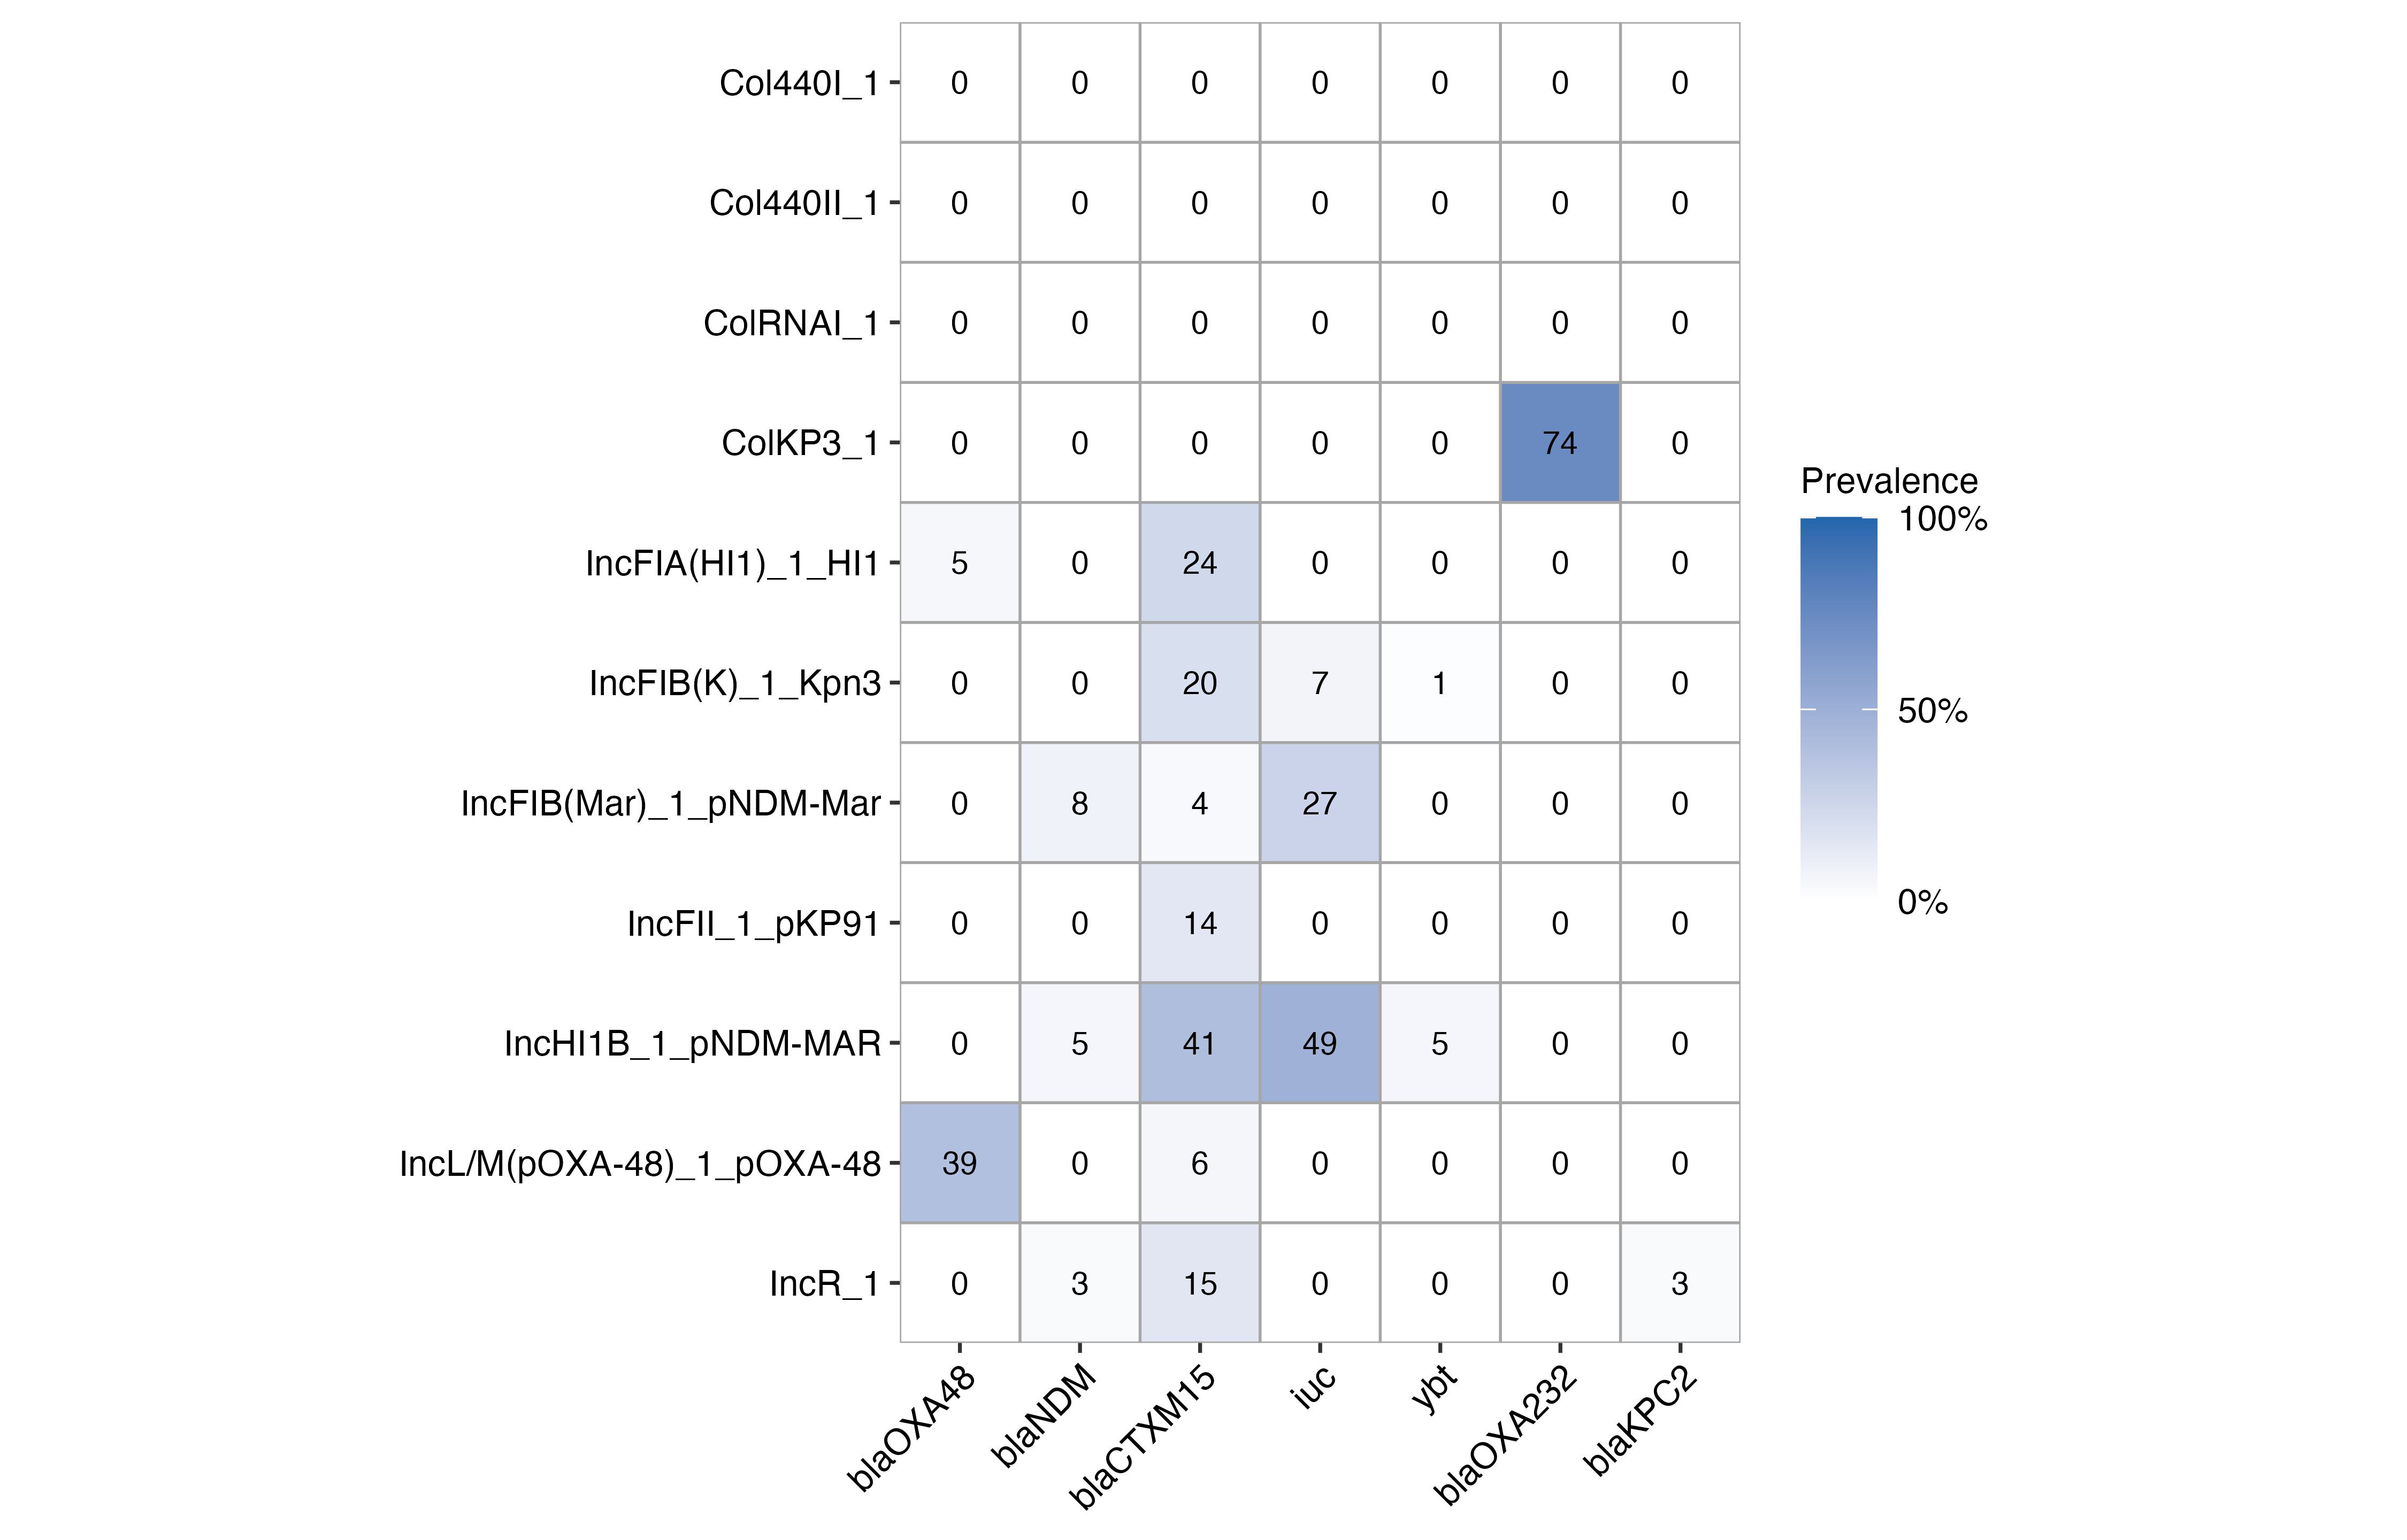 Col440I_1 0 0 0 0 0 0 0
Col440II_1 0 0 0 0 0 0 0
ColRNAI_1 0 0 0 0 0 0 0
ColKP3_1 0 0 0 0 0 74 0
IncFIA(HI1)_1_HI1 5 0 24 0 0 0 0
IncFIB(K)_1_Kpn3 0 0 20 7 1 0 0
IncFIB(Mar)_1_pNDM-Mar 0 8 4 27 0 0 0
IncFII_1_pKP91 0 0 14 0 0 0 0
IncHI1B_1_pNDM-MAR 0 5 41 49 5 0 0
IncL/M(pOXA-48)_1_pOXA-48 39 0 6 0 0 0 0
IncR_1 0 3 15 0 0 0 3
blaOXA48 blaNDM blaCTXM15 iuc ybt blaOXA232 blaKPC2
Prevalence
100%
50%
0%